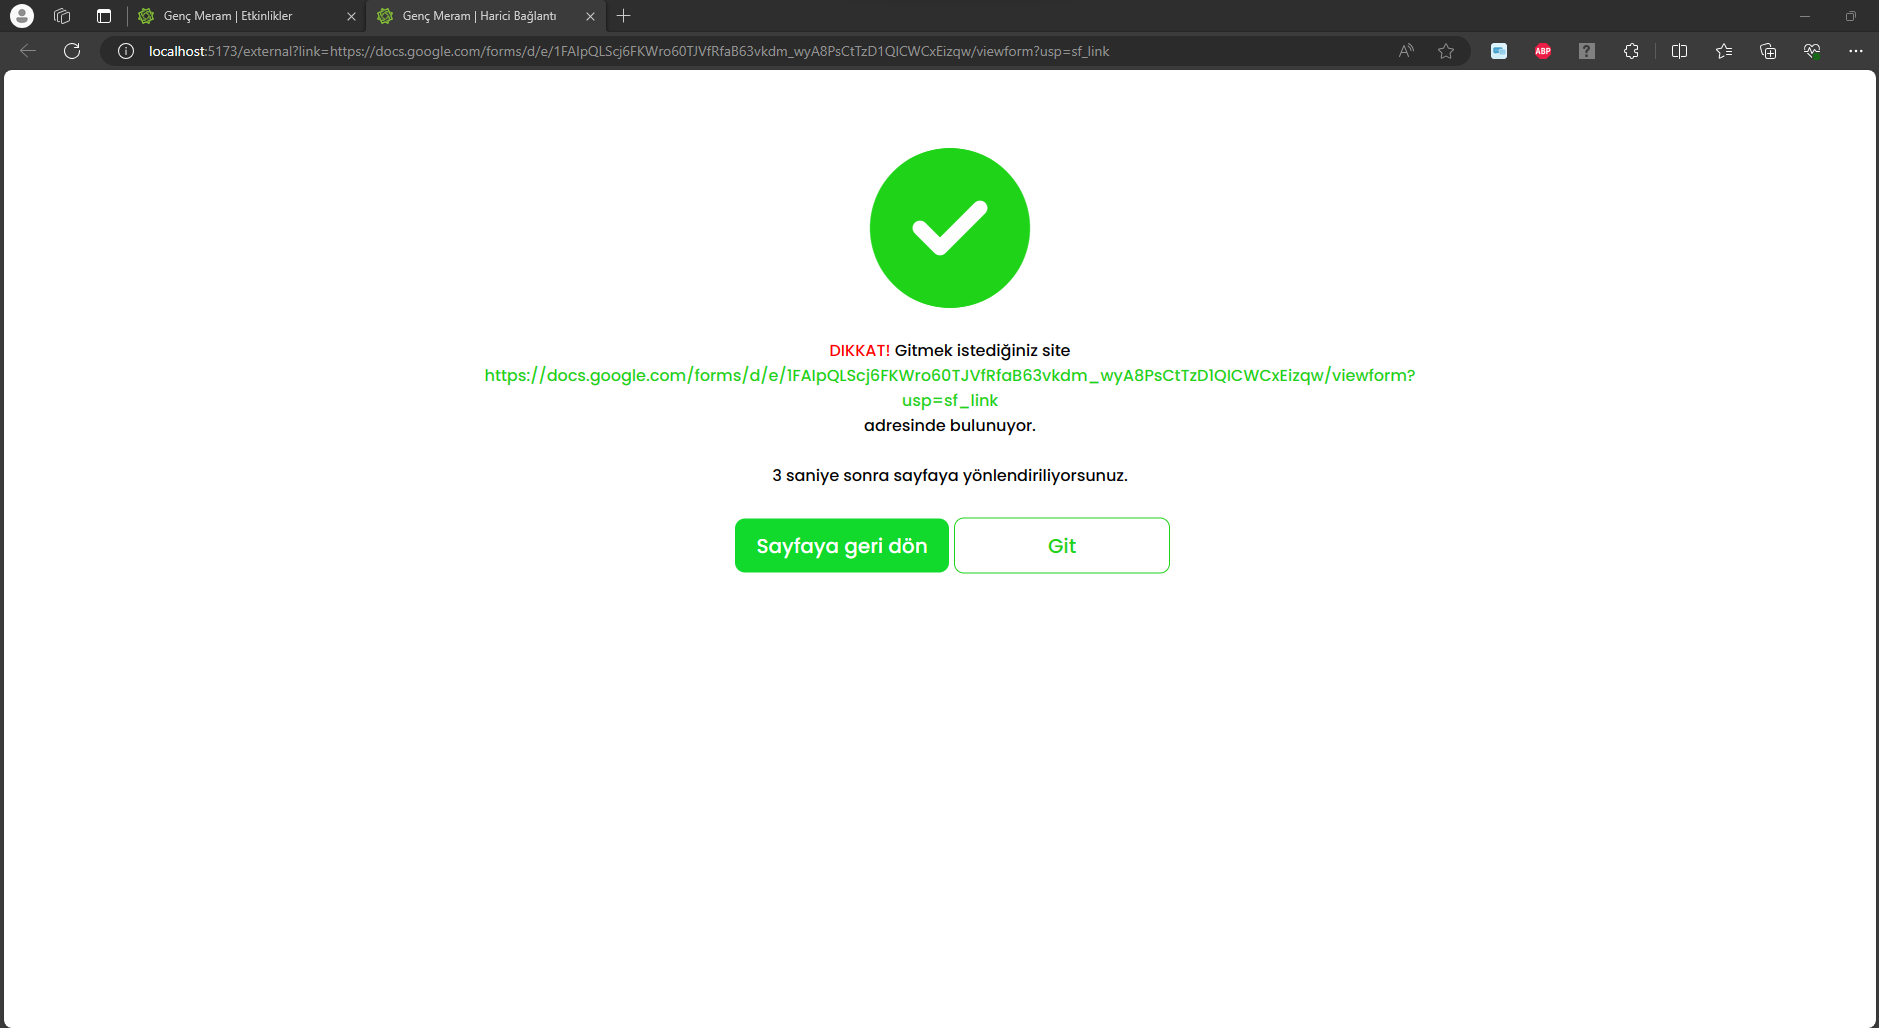 Genç Meram | Etkinlikler
Genç Meram | Harici Bağlantı
localhost:5173/external?link=https://docs.google.com/forms/d/e/1FAIpQLScj6FKWro60TJVfRfaB63vkdm_wyA8PsCtTzD1QICWCxEizqw/viewform?usp=sf_link
ABP
DIKKAT! Gitmek istediğiniz site
https://docs.google.com/forms/d/e/1FAIpQLScj6FKWro60TJVfRfaB63vkdm_wyA8PsCtTzD1QICWCxEizqw/viewform?
usp=sf_link
adresinde bulunuyor.
3 saniye sonra sayfaya yönlendiriliyorsunuz.
Sayfaya geri dön
Git